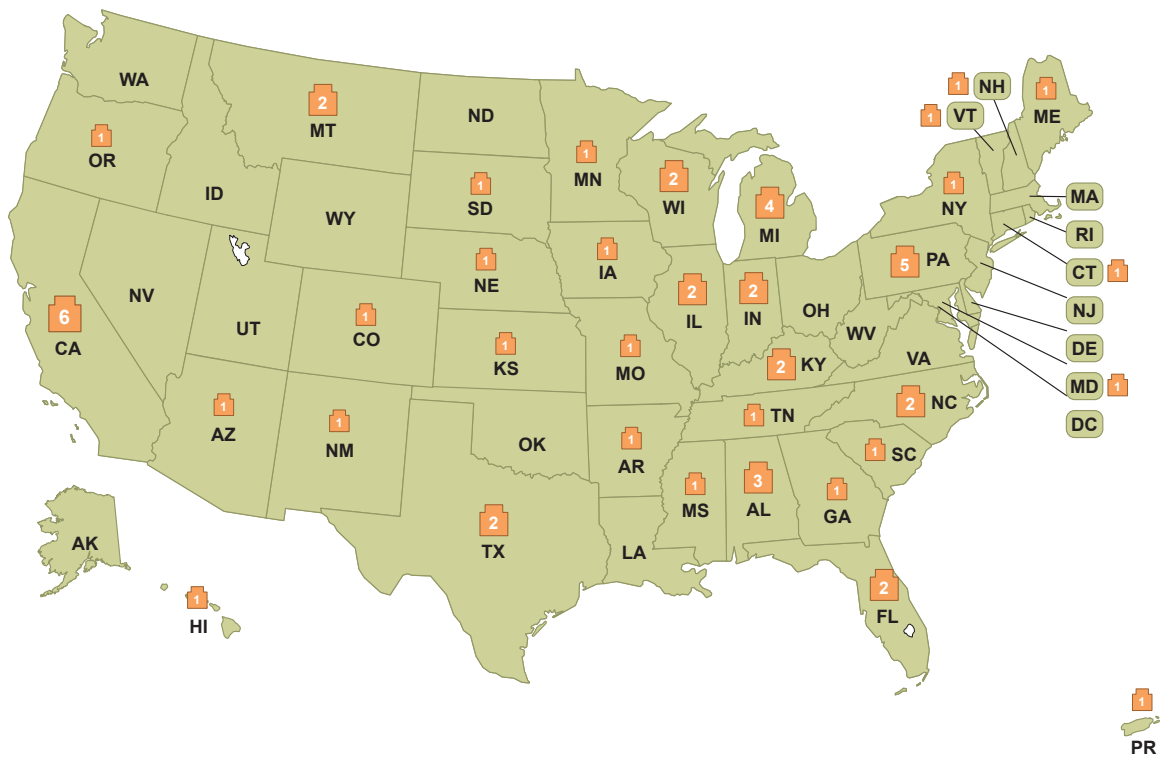 1 NH
WA
1 VT
1 ME
2 MT
ND
1 OR
1 MN
2 WI
1 SD
1 NY
ID
WY
4 MI
MA
RI
1 IA
5 PA
1 NE
CT 1
NV
2 IL
2 IN
NJ
6 CA
UT
1 CO
OH
WV
1 KS
1 MO
DE
VA
2 KY
MD 1
1 AZ
1 NM
1 TN
2 NC
DC
OK
1 AR
1 SC
1 MS
3 AL
1 GA
2 TX
AK
LA
1 HI
2 FL
1 PR